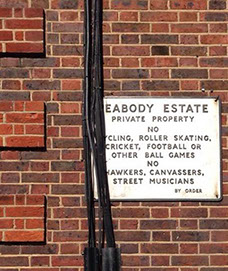 EABODY ESTATE
PRIVATE PROPERTY
NO
YCLING, ROLLER SKATING,
CRICKET, FOOTBALL OR
OTHER BALL GAMES
NO
HAWKERS, CANVASSERS,
STREET MUSICIANS
BY ORDER